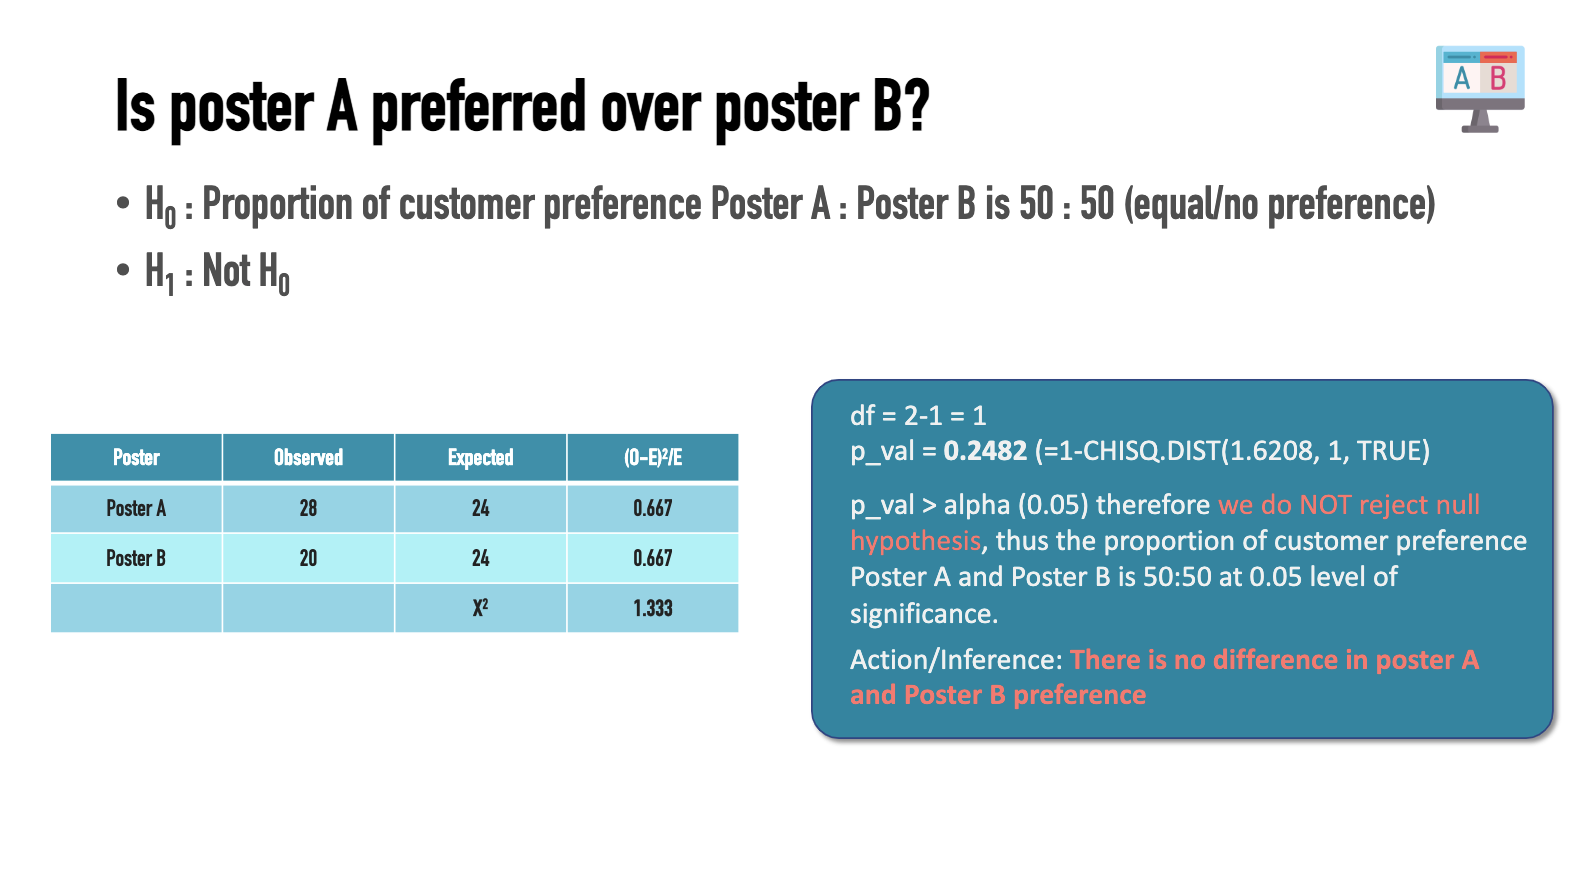 A B
Is poster A preferred over poster B?
• H₀ : Proportion of customer preference Poster A : Poster B is 50 : 50 (equal/no preference)
• H₁ : Not H₀
Poster Observed Expected (O–E)²/E
Poster A 28 24 0.667
Poster B 20 24 0.667
X² 1.333
df = 2-1 = 1
p_val = 0.2482 (=1-CHISQ.DIST(1.6208, 1, TRUE)
p_val > alpha (0.05) therefore we do NOT reject null
hypothesis, thus the proportion of customer preference
Poster A and Poster B is 50:50 at 0.05 level of
significance.
Action/Inference: There is no difference in poster A
and Poster B preference